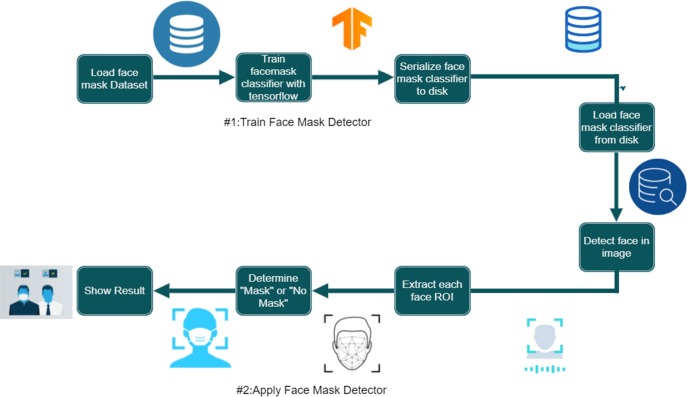 Load face
mask Dataset
Train
facemask
classifier with
tensorflow
Serialize face
mask classifier
to disk
#1:Train Face Mask Detector
Load face
mask classifier
from disk
Detect face in
image
Extract each
face ROI
Determine
"Mask" or "No
Mask"
Show Result
#2:Apply Face Mask Detector